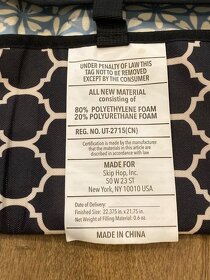 UNDER PENALTY OF LAW THIS
TAG NOT TO BE REMOVED
EXCEPT BY THE CONSUMER
ALL NEW MATERIAL
consisting of
80% POLYETHYLENE FOAM
20% POLYURETHANE FOAM
REG. NO. UT-2715(CN)
Certification is made by the manufacturer
that the materials in this article are
described in accordance with law.
MADE FOR
Skip Hop, Inc.
50 W 23 ST
New York, NY 10010 USA
Date of Delivery:
Finished Size: 22.375 in x 21.75 in.
Net Weight of Filling Material: 0.6 oz.
MADE IN CHINA